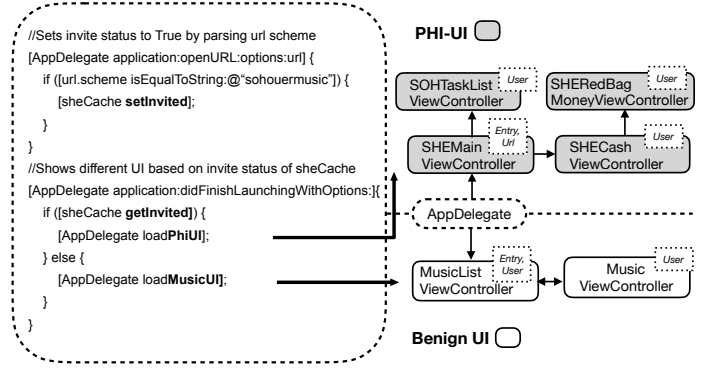 //Sets invite status to True by parsing url scheme
[AppDelegate application:openURL:options:url] {
if ([url.scheme isEqualToString:@“sohouermusic”]) {
[sheCache setInvited];
}
}
//Shows different UI based on invite status of sheCache
[AppDelegate application:didFinishLaunchingWithOptions:]{
if ([sheCache getInvited]) {
[AppDelegate loadPhiUI];
} else {
[AppDelegate loadMusicUI];
}
}
PHI-UI
SOHTaskList
ViewController
User
SHERedBag
MoneyViewController
User
SHEMain
ViewController
Entry,
Url
SHECash
ViewController
User
AppDelegate
MusicList
ViewController
Entry,
User
Music
ViewController
User
Benign UI